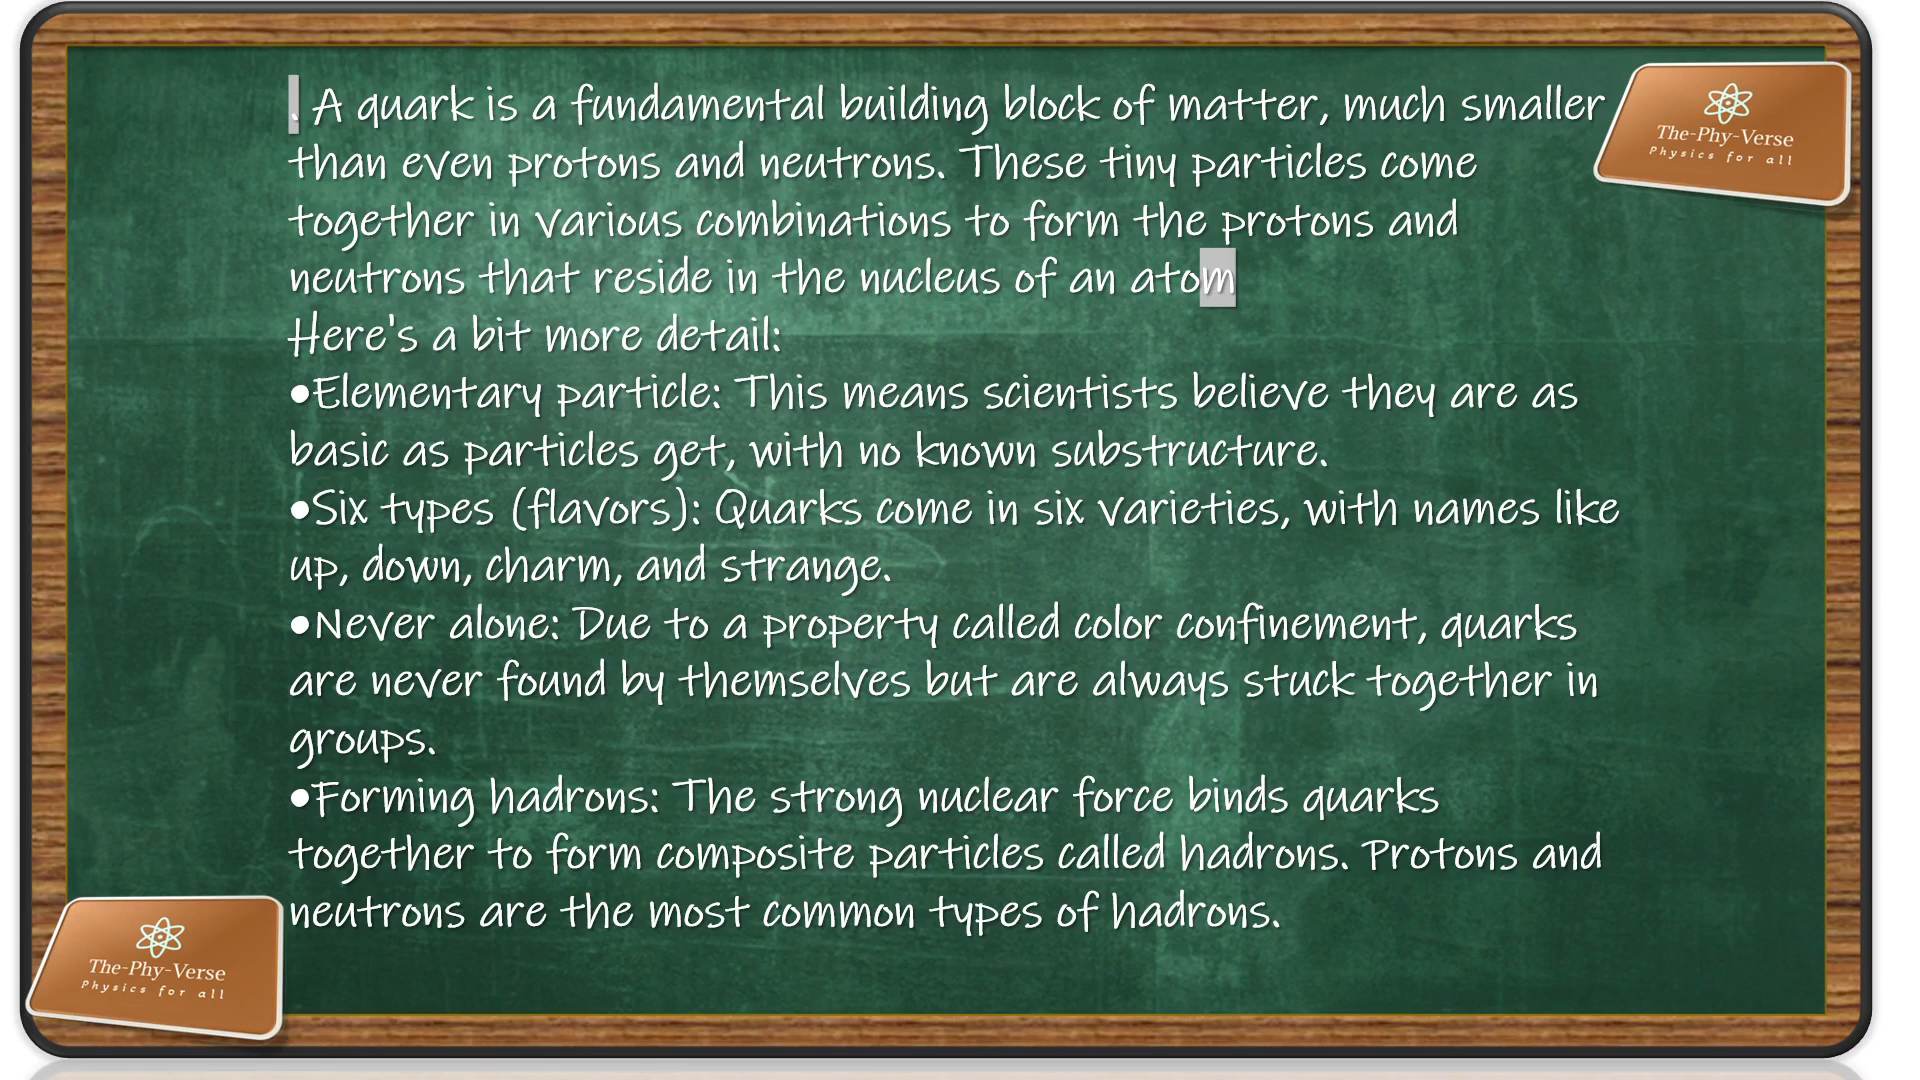 . A quark is a fundamental building block of matter, much smaller
than even protons and neutrons. These tiny particles come
together in various combinations to form the protons and
neutrons that reside in the nucleus of an atom
Here's a bit more detail:
•Elementary particle: This means scientists believe they are as
basic as particles get, with no known substructure.
•Six types (flavors): Quarks come in six varieties, with names like
up, down, charm, and strange.
•Never alone: Due to a property called color confinement, quarks
are never found by themselves but are always stuck together in
groups.
•Forming hadrons: The strong nuclear force binds quarks
together to form composite particles called hadrons. Protons and
neutrons are the most common types of hadrons.
The-Phy-Verse
Physics for all
The-Phy-Verse
Physics for all